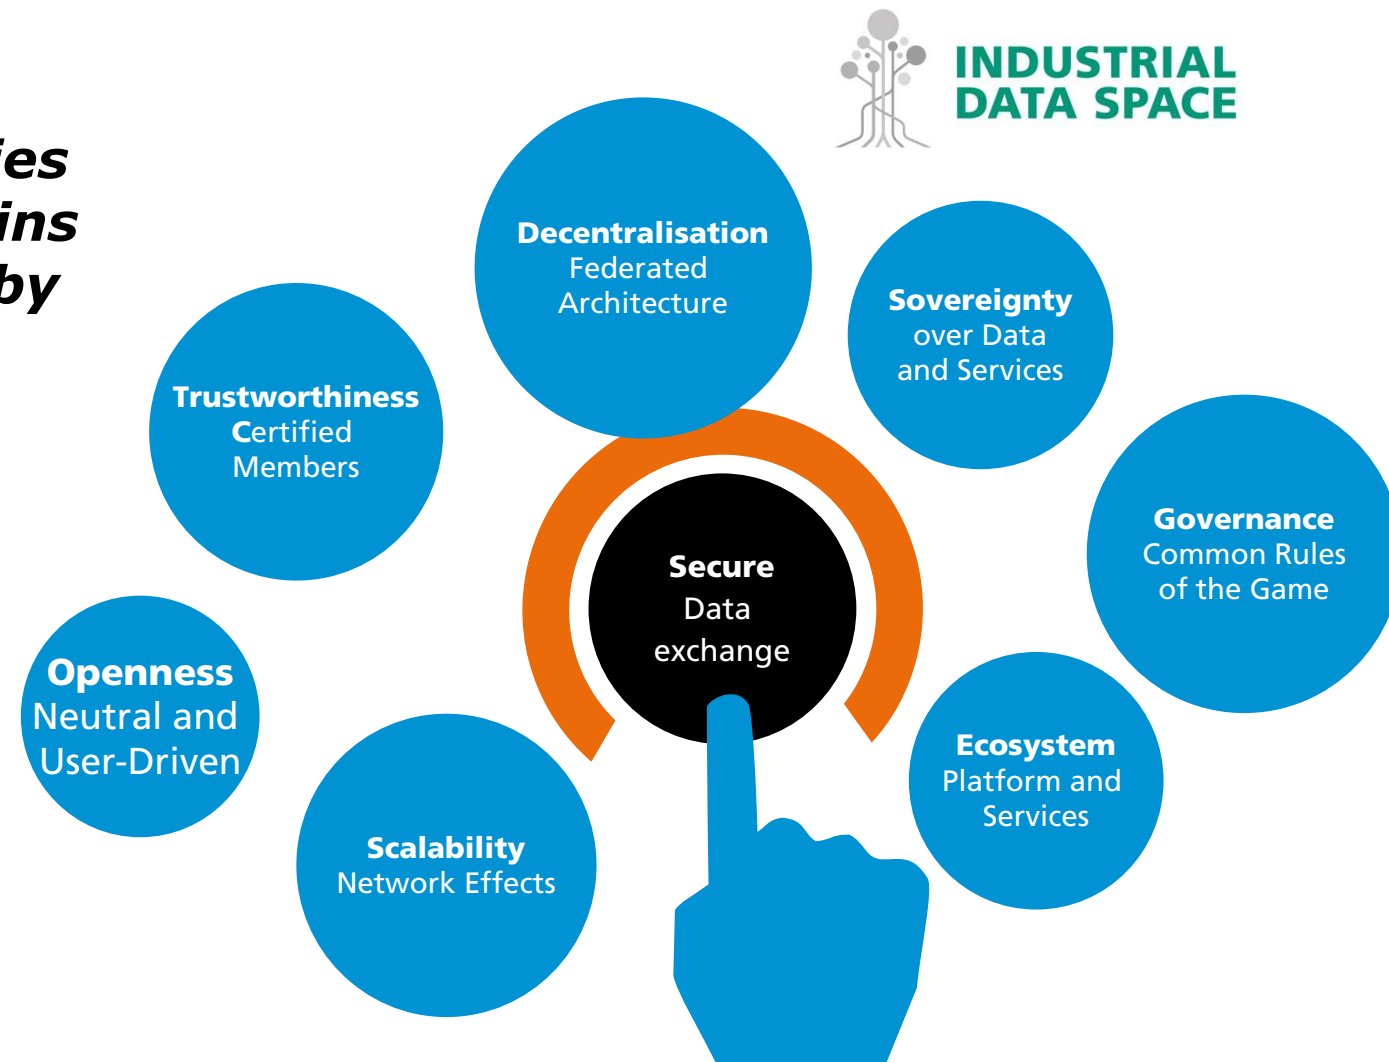 INDUSTRIAL
DATA SPACE
by
Decentralisation
Federated
Architecture
Sovereignty
over Data
and Services
Trustworthiness
Certified
Members
Governance
Common Rules
of the Game
Secure
Data
exchange
Openness
Neutral and
User-Driven
Ecosystem
Platform and
Services
Scalability
Network Effects